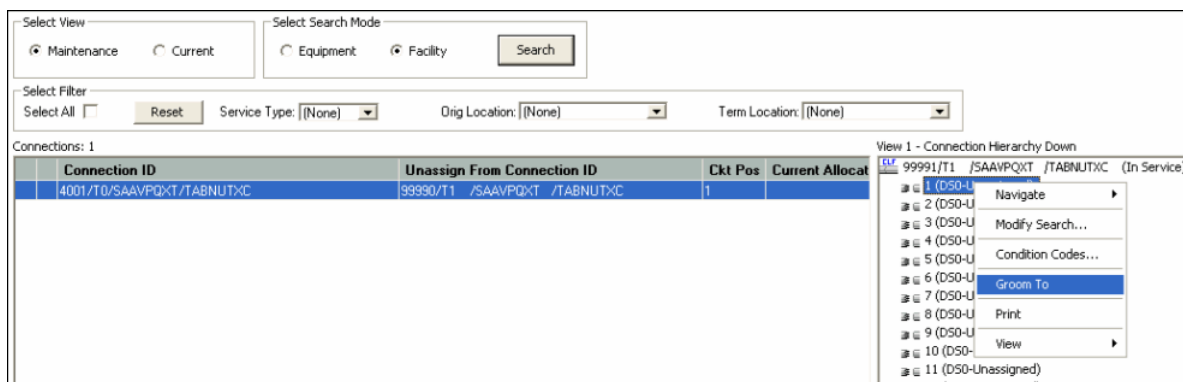 Select View
Maintenance Current
Select Search Mode
Equipment Facility Search
Select Filter
Select All Reset Service Type: (None) Orig Location: (None) Term Location: (None)
Connections: 1
Connection ID Unassign From Connection ID Ckt Pos Current Allocat
4001/T0/SAAVPQXT/TABNUTXC 99990/T1 /SAAVPQXT /TABNUTXC 1
View 1 - Connection Hierarchy Down
CLF 99991/T1 /SAAVPQXT /TABNUTXC (In Service)
1 (DS0-U
2 (DS0-U
3 (DS0-U
4 (DS0-U
5 (DS0-U
6 (DS0-U
7 (DS0-U
8 (DS0-U
9 (DS0-U
10 (DS0-
11 (DS0-Unassigned)
Navigate
Modify Search...
Condition Codes...
Groom To
Print
View